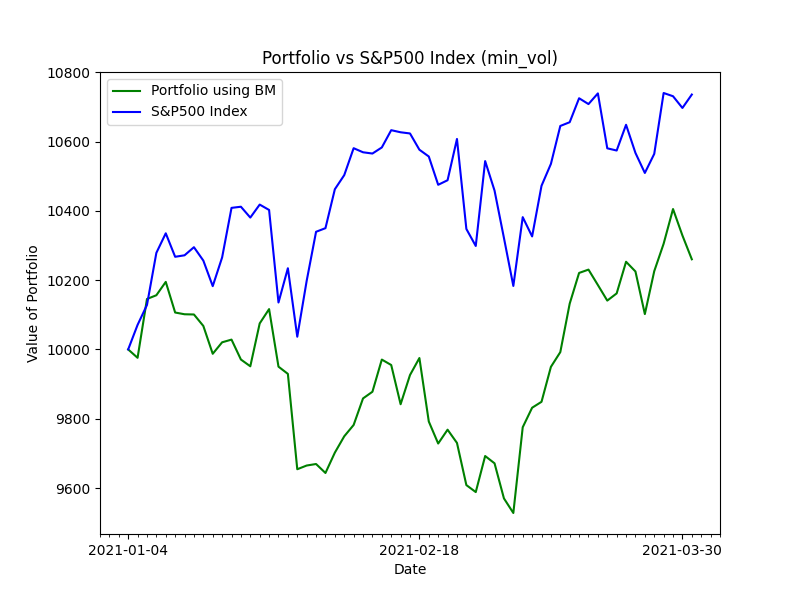 Portfolio vs S&P500 Index (min_vol)
Portfolio using BM
S&P500 Index
Value of Portfolio
10800
10600
10400
10200
10000
9800
9600
2021-01-04
2021-02-18
2021-03-30
Date